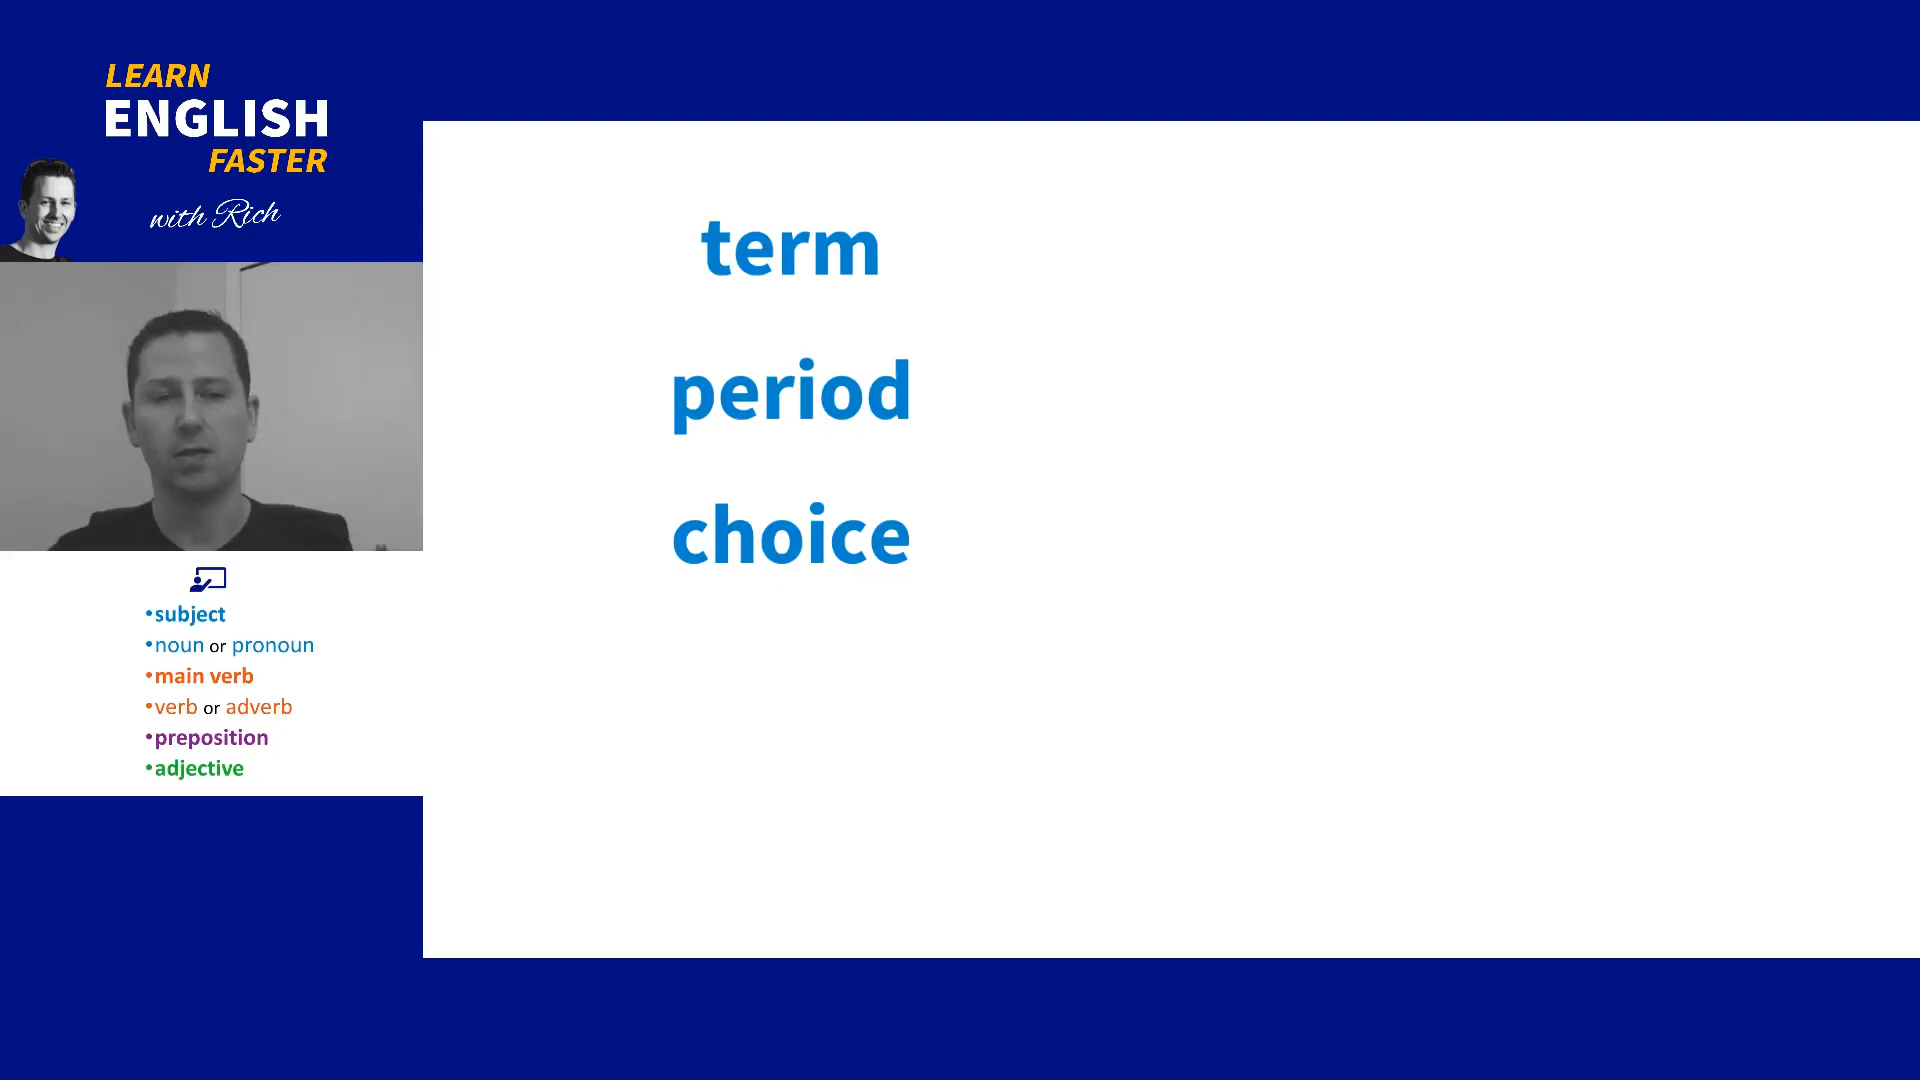 LEARN
ENGLISH
FASTER
with Rich
term
period
choice
•subject
•noun or pronoun
•main verb
•verb or adverb
•preposition
•adjective